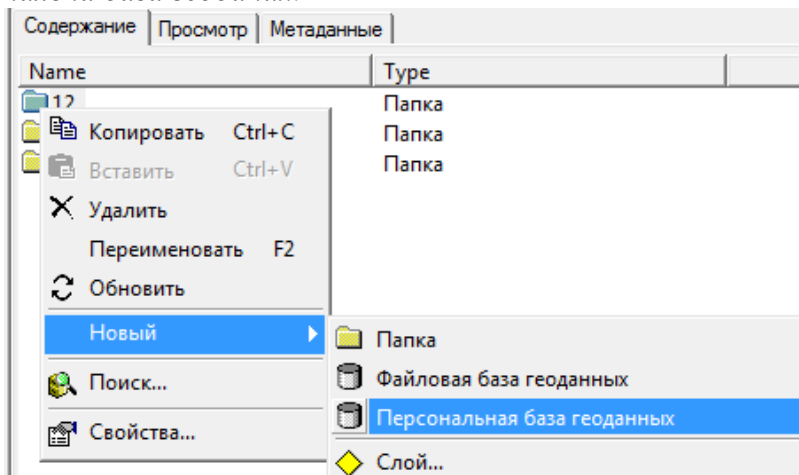 Содержание Просмотр Метаданные
Name Type
12 Папка
Папка
Папка
Копировать Ctrl+C
Вставить Ctrl+V
Удалить
Переименовать F2
Обновить
Новый
Поиск...
Свойства...
Папка
Файловая база геоданных
Персональная база геоданных
Слой...